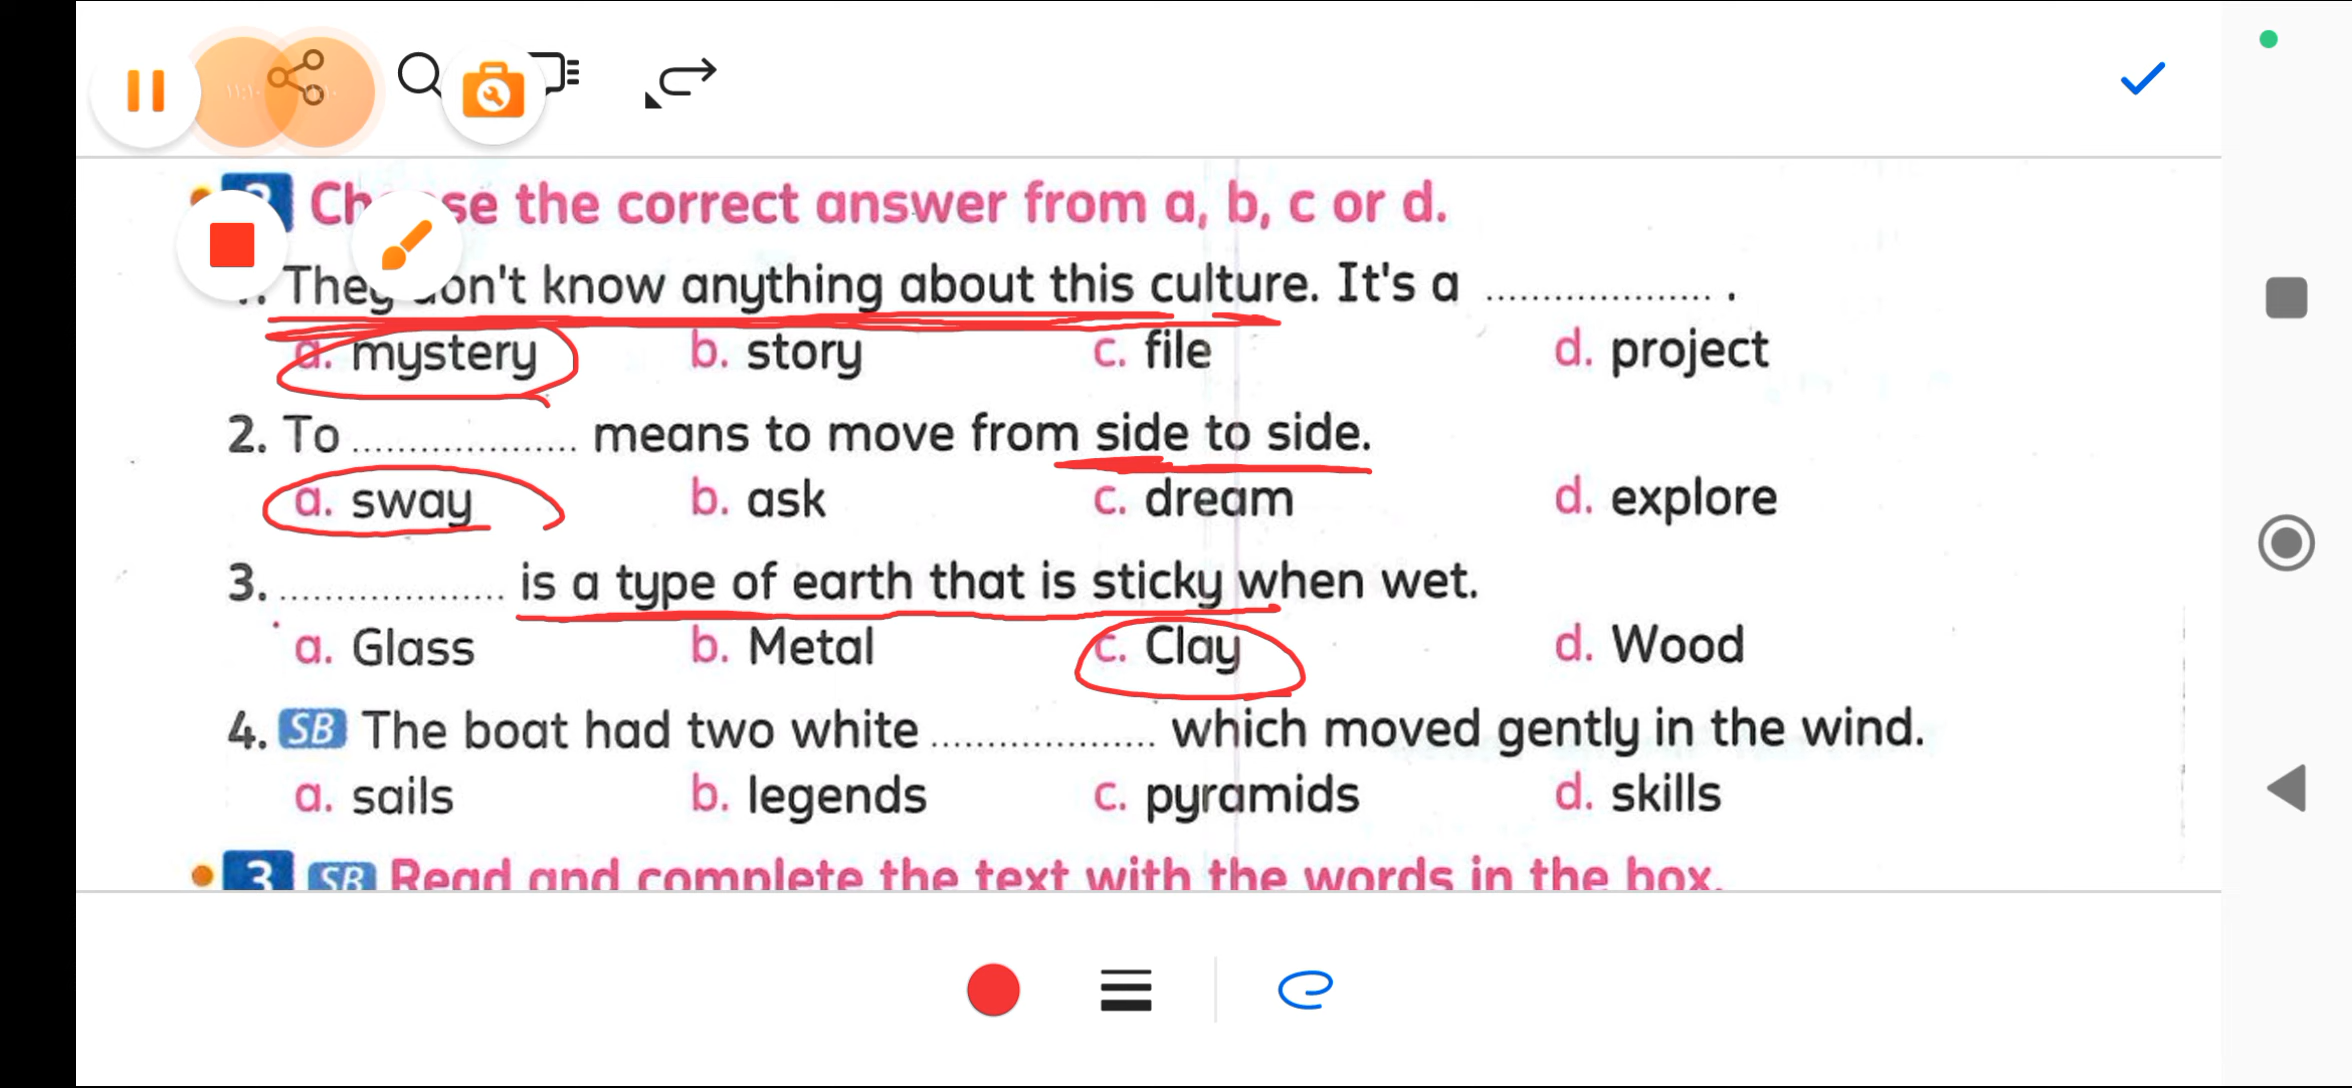 Choose the correct answer from a, b, c or d.
They don't know anything about this culture. It's a .................... .
a. mystery b. story c. file d. project
2. To .................... means to move from side to side.
a. sway b. ask c. dream d. explore
3. .................... is a type of earth that is sticky when wet.
a. Glass b. Metal c. Clay d. Wood
4. SB The boat had two white .................... which moved gently in the wind.
a. sails b. legends c. pyramids d. skills
3 SB Read and complete the text with the words in the box.